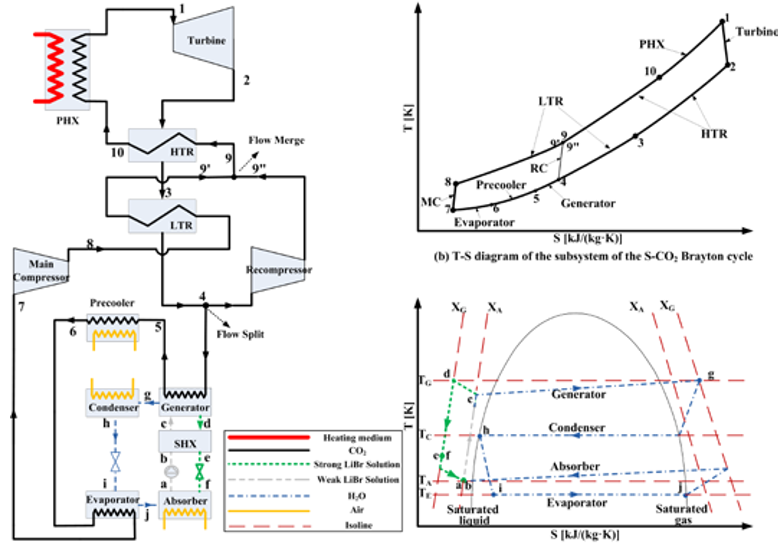 1
Turbine
PHX
2
10
HTR
9
Flow Merge
9'
9"
3
LTR
8
Main
Compressor
Recompressor
7
4
Precooler
6
5
Flow Split
Condenser
g
Generator
h
c
d
SHX
b
e
i
a
f
Evaporator
j
Absorber
Heating medium
CO₂
Strong LiBr Solution
Weak LiBr Solution
H₂O
Air
Isoline
T [K]
1
PHX
Turbine
10
2
LTR
HTR
9
9'
9"
3
RC
8
4
Precooler
MC
5
Generator
7
6
Evaporator
S [kJ/(kg·K)]
(b) T-S diagram of the subsystem of the S-CO₂ Brayton cycle
T [K]
X_G
X_A
X_A
X_G
T_G
d
g
c
Generator
T_C
h
Condenser
e
f
Absorber
T_A
a
b
T_E
i
j
Evaporator
Saturated
liquid
Saturated
gas
S [kJ/(kg·K)]